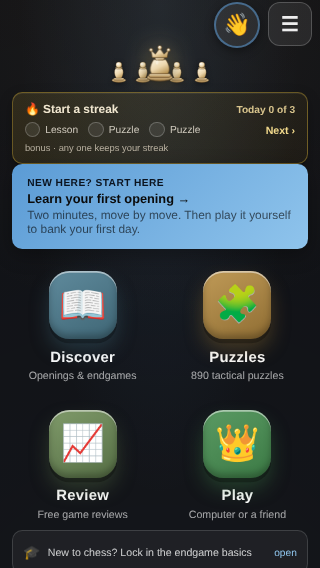 🔥 Start a streak
Today 0 of 3
Lesson Puzzle Puzzle
Next ›
bonus · any one keeps your streak
NEW HERE? START HERE
Learn your first opening →
Two minutes, move by move. Then play it yourself
to bank your first day.
Discover
Openings & endgames
Puzzles
890 tactical puzzles
Review
Free game reviews
Play
Computer or a friend
New to chess? Lock in the endgame basics
open